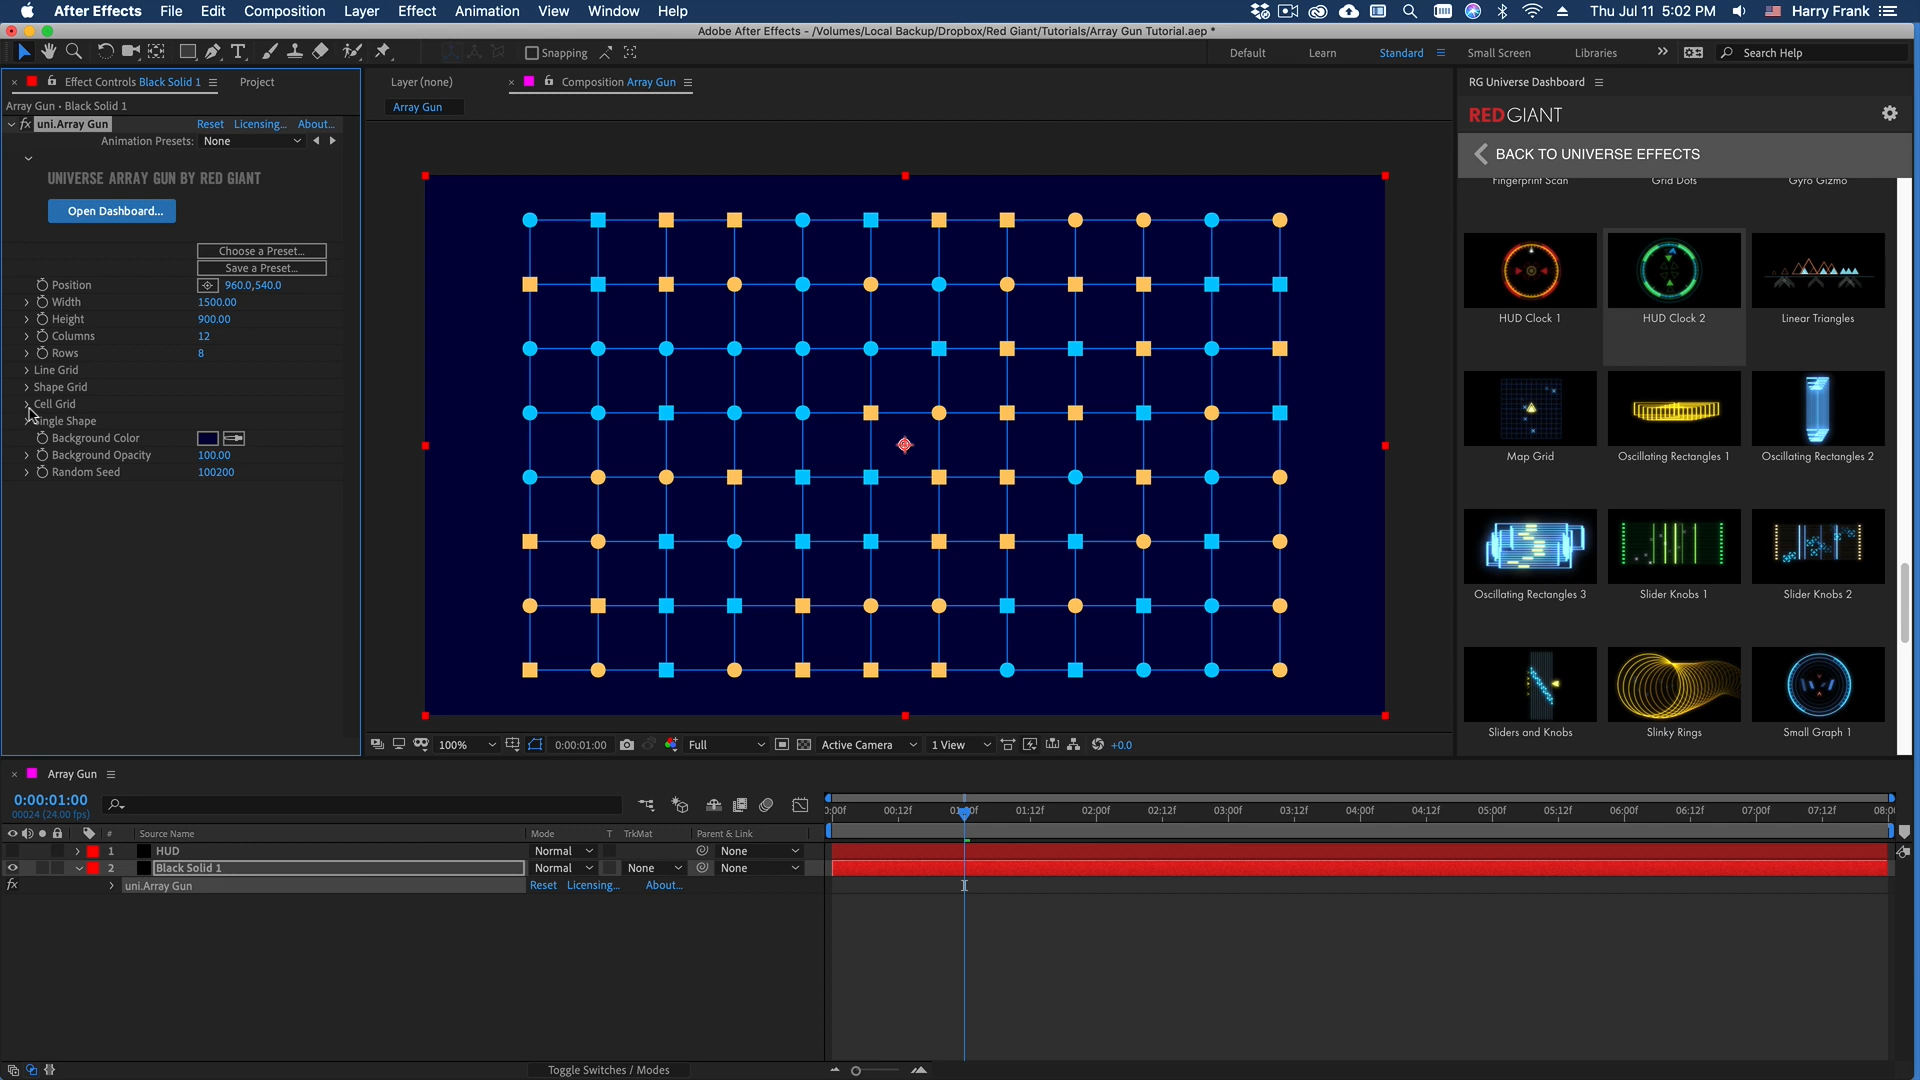 After Effects File Edit Composition Layer Effect Animation View Window Help Thu Jul 11 5:02 PM Harry Frank
Adobe After Effects - /Volumes/Local Backup/Dropbox/Red Giant/Tutorials/Array Gun Tutorial.aep *
Snapping Default Learn Standard Small Screen Libraries Search Help
Effect Controls Black Solid 1 Project Layer (none) Composition Array Gun RG Universe Dashboard
Array Gun • Black Solid 1 Array Gun
REDGIANT
fx uni.Array Gun Reset Licensing... About...
Animation Presets: None
BACK TO UNIVERSE EFFECTS
UNIVERSE ARRAY GUN BY RED GIANT
Fingerprint Scan Grid Dots Gyro Gizmo
Open Dashboard...
Choose a Preset...
Save a Preset...
Position 960.0,540.0
Width 1500.00
Height 900.00
Columns 12
Rows 8
Line Grid
Shape Grid
Cell Grid
Single Shape
Background Color
Background Opacity 100.00
Random Seed 100200
HUD Clock 1 HUD Clock 2 Linear Triangles
Map Grid Oscillating Rectangles 1 Oscillating Rectangles 2
Oscillating Rectangles 3 Slider Knobs 1 Slider Knobs 2
Sliders and Knobs Slinky Rings Small Graph 1
100% 0:00:01:00 Full Active Camera 1 View +0.0
Array Gun
0:00:01:00
00024 (24.00 fps)
0:00f 00:12f 01:00f 01:12f 02:00f 02:12f 03:00f 03:12f 04:00f 04:12f 05:00f 05:12f 06:00f 06:12f 07:00f 07:12f 08:00
# Source Name Mode T TrkMat Parent & Link
1 HUD Normal None
2 Black Solid 1 Normal None None
fx uni.Array Gun Reset Licensing... About...
Toggle Switches / Modes